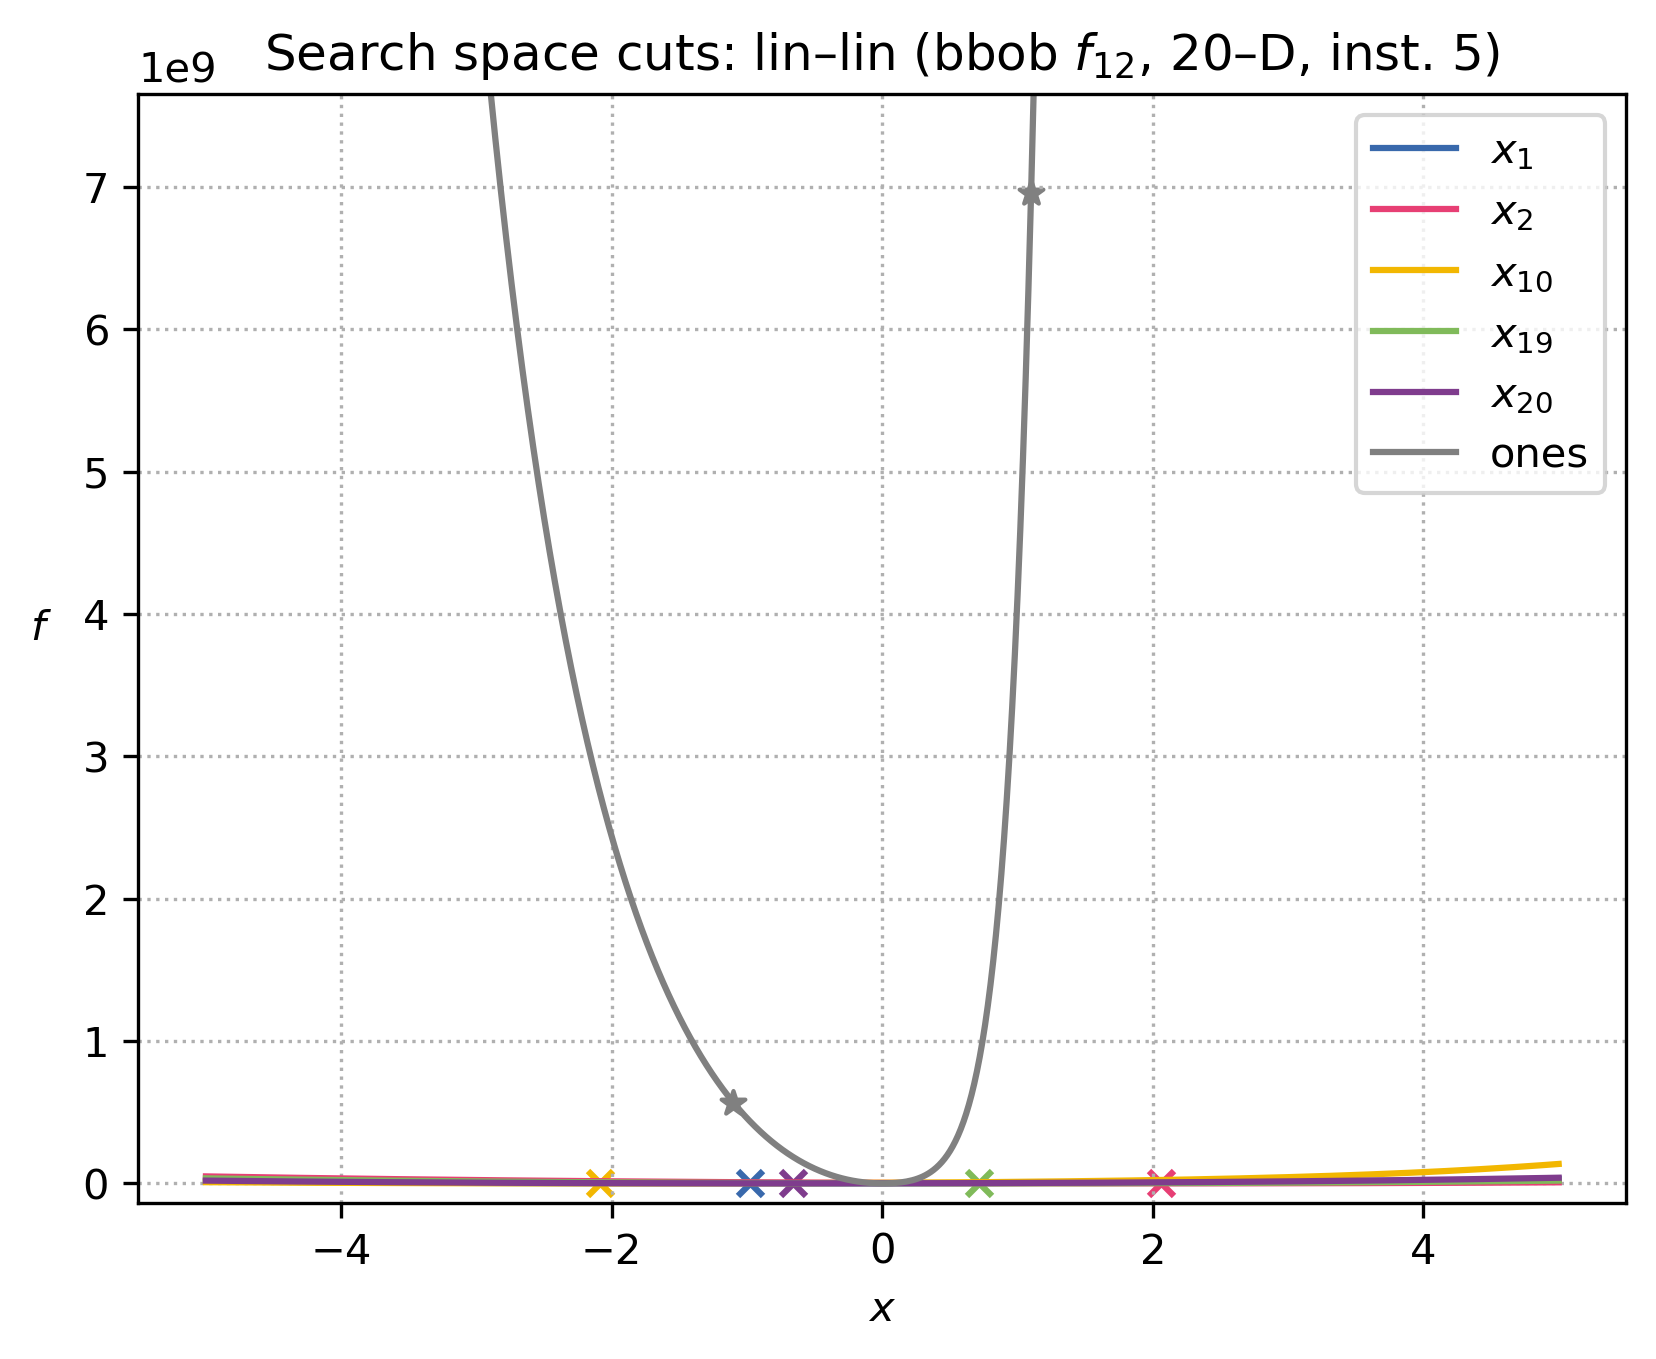 Search space cuts: lin–lin (bbob f₁₂, 20–D, inst. 5)
1e9
7
6
5
4
3
2
1
0
f
−4
−2
0
2
4
x
x₁
x₂
x₁₀
x₁₉
x₂₀
ones